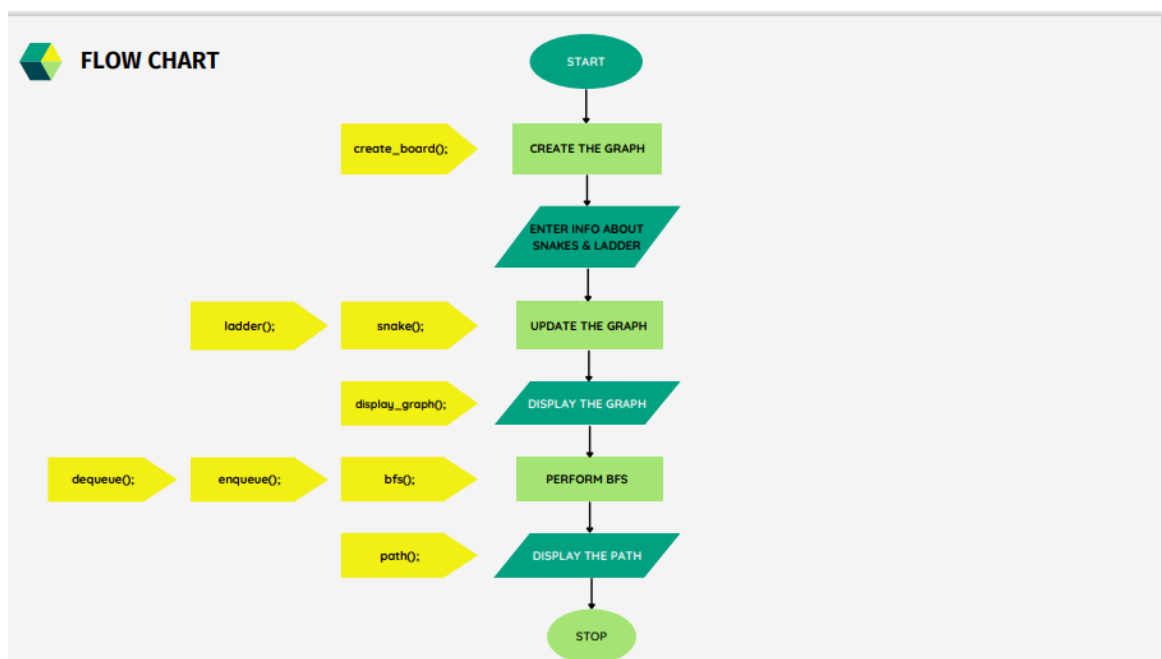 FLOW CHART
START
create_board();
CREATE THE GRAPH
ENTER INFO ABOUT
SNAKES & LADDER
ladder();
snake();
UPDATE THE GRAPH
display_graph();
DISPLAY THE GRAPH
dequeue();
enqueue();
bfs();
PERFORM BFS
path();
DISPLAY THE PATH
STOP